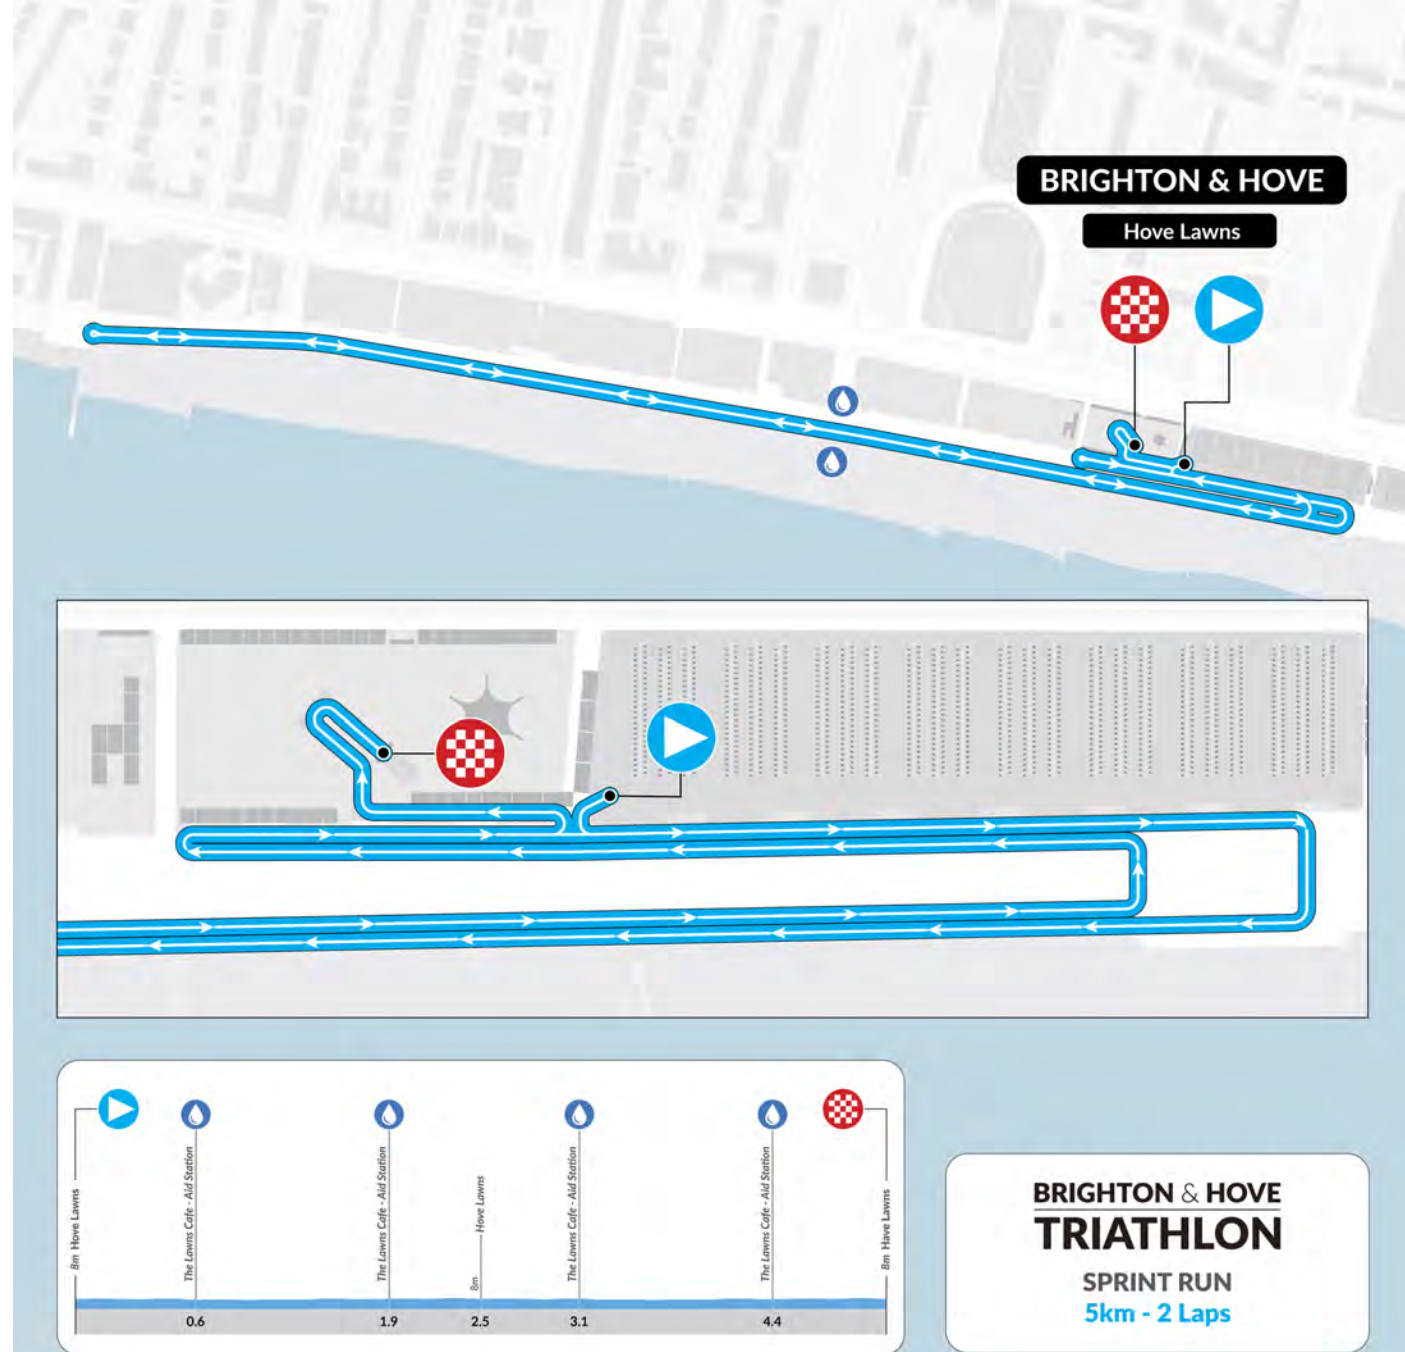 BRIGHTON & HOVE
Hove Lawns
8m Hove Lawns
The Lawns Cafe - Aid Station
The Lawns Cafe - Aid Station
8m
Hove Lawns
The Lawns Cafe - Aid Station
The Lawns Cafe - Aid Station
8m Have Lawns
0.6
1.9
2.5
3.1
4.4
BRIGHTON & HOVE
TRIATHLON
SPRINT RUN
5km - 2 Laps